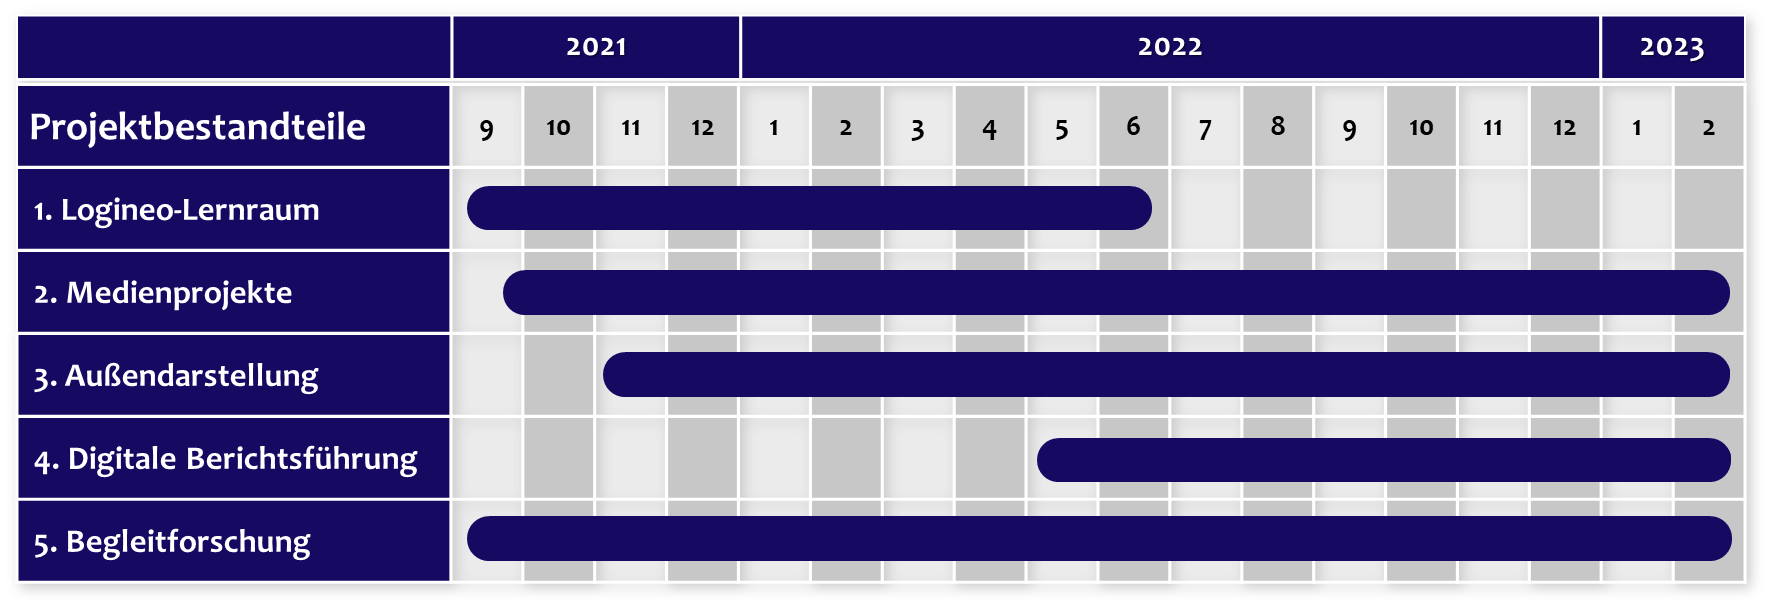 2021 2022 2023
Projektbestandteile 9 10 11 12 1 2 3 4 5 6 7 8 9 10 11 12 1 2
1. Logineo-Lernraum
2. Medienprojekte
3. Außendarstellung
4. Digitale Berichtsführung
5. Begleitforschung